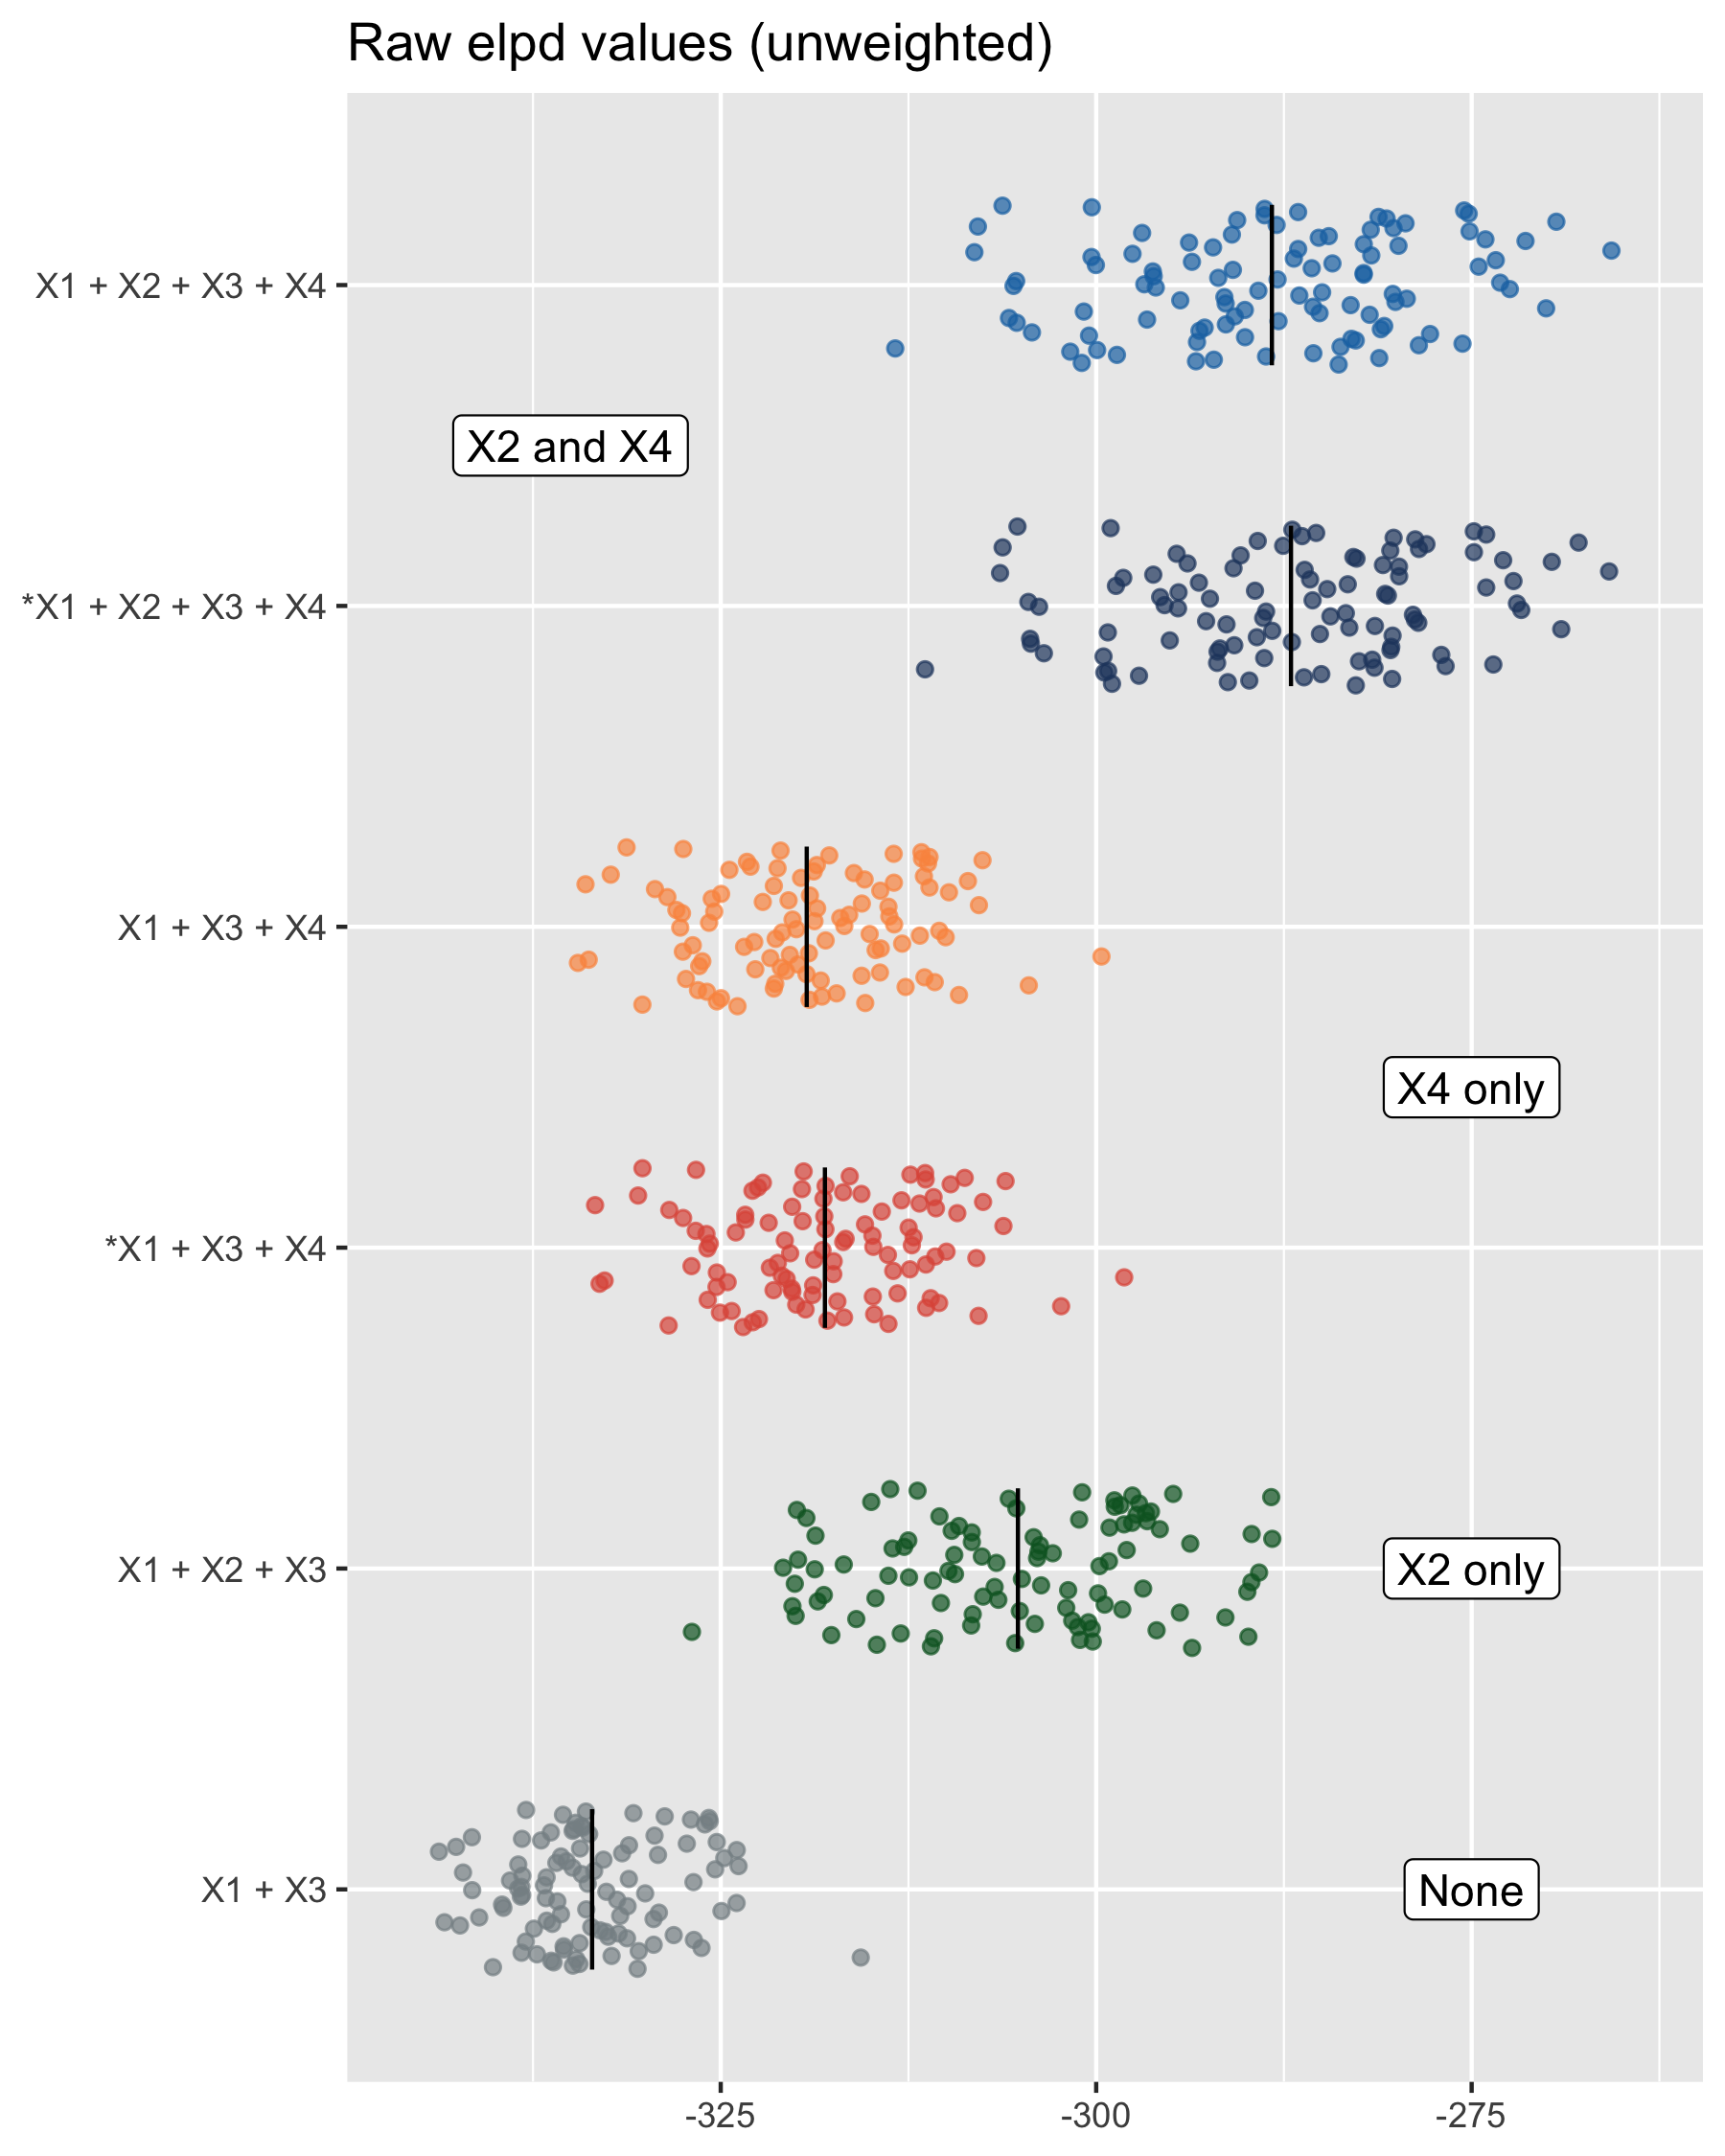 Raw elpd values (unweighted)
X1 + X2 + X3 + X4
X2 and X4
*X1 + X2 + X3 + X4
X1 + X3 + X4
X4 only
*X1 + X3 + X4
X1 + X2 + X3
X2 only
X1 + X3
None
-325
-300
-275